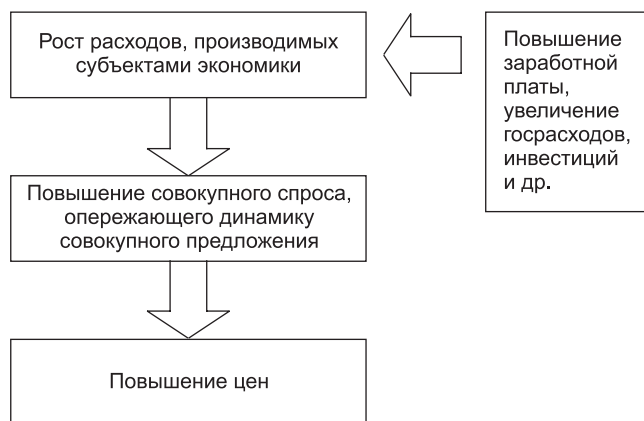 Рост расходов, производимых
субъектами экономики
Повышение
заработной
платы,
увеличение
госрасходов,
инвестиций
и др.
Повышение совокупного спроса,
опережающего динамику
совокупного предложения
Повышение цен